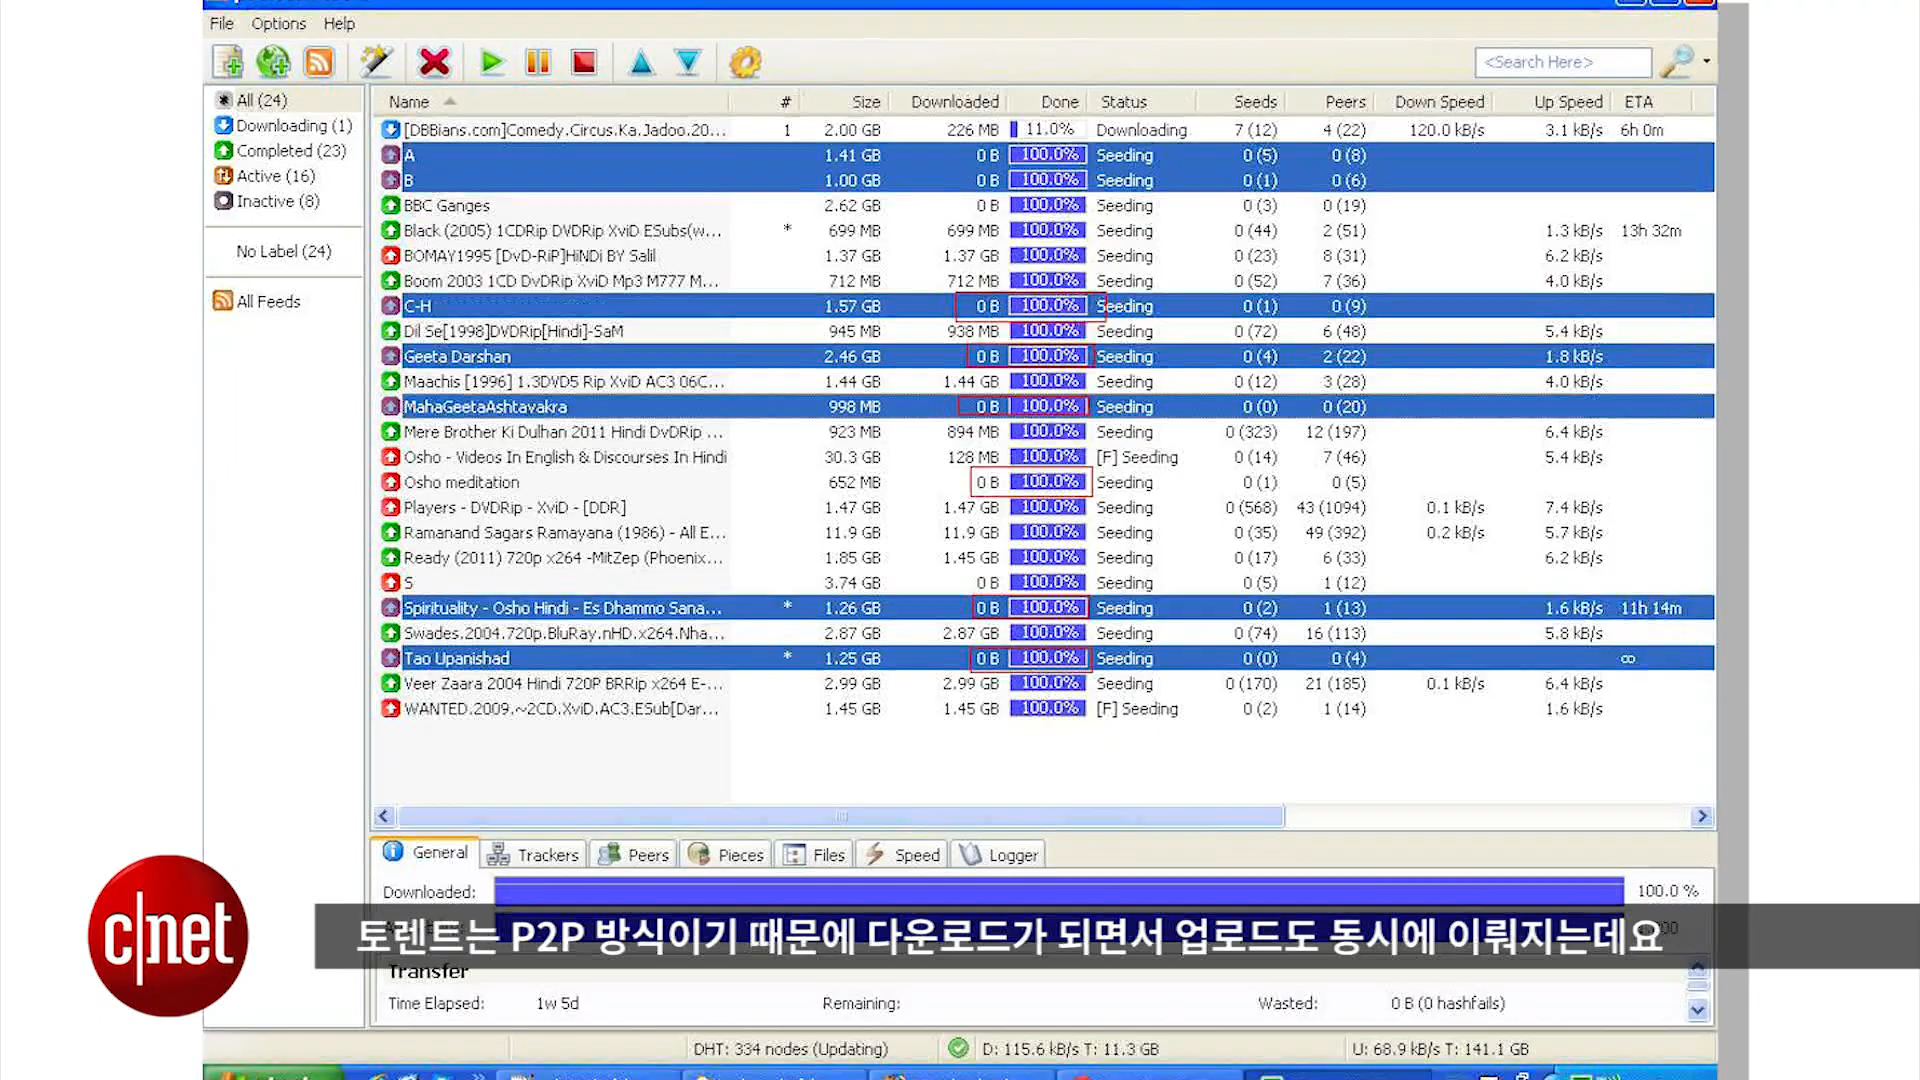 File Options Help
<Search Here>
All (24)
Downloading (1)
Completed (23)
Active (16)
Inactive (8)
No Label (24)
All Feeds
Name # Size Downloaded Done Status Seeds Peers Down Speed Up Speed ETA
[DBBians.com]Comedy.Circus.Ka.Jadoo.20... 1 2.00 GB 226 MB 11.0% Downloading 7 (12) 4 (22) 120.0 kB/s 3.1 kB/s 6h 0m
A 1.41 GB 0 B 100.0% Seeding 0 (5) 0 (8)
B 1.00 GB 0 B 100.0% Seeding 0 (1) 0 (6)
BBC Ganges 2.62 GB 0 B 100.0% Seeding 0 (3) 0 (19)
Black (2005) 1CDRip DVDRip XviD ESubs(w... * 699 MB 699 MB 100.0% Seeding 0 (44) 2 (51) 1.3 kB/s 13h 32m
BOMAY1995 [DvD-RiP]HiNDi BY Salil 1.37 GB 1.37 GB 100.0% Seeding 0 (23) 8 (31) 6.2 kB/s
Boom 2003 1CD DvDRip XviD Mp3 M777 M... 712 MB 712 MB 100.0% Seeding 0 (52) 7 (36) 4.0 kB/s
C-H 1.57 GB 0 B 100.0% Seeding 0 (1) 0 (9)
Dil Se[1998]DVDRip[Hindi]-SaM 945 MB 938 MB 100.0% Seeding 0 (72) 6 (48) 5.4 kB/s
Geeta Darshan 2.46 GB 0 B 100.0% Seeding 0 (4) 2 (22) 1.8 kB/s
Maachis [1996] 1.3DVD5 Rip XviD AC3 06C... 1.44 GB 1.44 GB 100.0% Seeding 0 (12) 3 (28) 4.0 kB/s
MahaGeetaAshtavakra 998 MB 0 B 100.0% Seeding 0 (0) 0 (20)
Mere Brother Ki Dulhan 2011 Hindi DvDRip ... 923 MB 894 MB 100.0% Seeding 0 (323) 12 (197) 6.4 kB/s
Osho - Videos In English & Discourses In Hindi 30.3 GB 128 MB 100.0% [F] Seeding 0 (14) 7 (46) 5.4 kB/s
Osho meditation 652 MB 0 B 100.0% Seeding 0 (1) 0 (5)
Players - DVDRip - XviD - [DDR] 1.47 GB 1.47 GB 100.0% Seeding 0 (568) 43 (1094) 0.1 kB/s 7.4 kB/s
Ramanand Sagars Ramayana (1986) - All E... 11.9 GB 11.9 GB 100.0% Seeding 0 (35) 49 (392) 0.2 kB/s 5.7 kB/s
Ready (2011) 720p x264 -MitZep (Phoenix... 1.85 GB 1.45 GB 100.0% Seeding 0 (17) 6 (33) 6.2 kB/s
S 3.74 GB 0 B 100.0% Seeding 0 (5) 1 (12)
Spirituality - Osho Hindi - Es Dhammo Sana... * 1.26 GB 0 B 100.0% Seeding 0 (2) 1 (13) 1.6 kB/s 11h 14m
Swades.2004.720p.BluRay.nHD.x264.Nha... 2.87 GB 2.87 GB 100.0% Seeding 0 (74) 16 (113) 5.8 kB/s
Tao Upanishad * 1.25 GB 0 B 100.0% Seeding 0 (0) 0 (4) ∞
Veer Zaara 2004 Hindi 720P BRRip x264 E-... 2.99 GB 2.99 GB 100.0% Seeding 0 (170) 21 (185) 0.1 kB/s 6.4 kB/s
WANTED.2009.~2CD.XviD.AC3.ESub[Dar... 1.45 GB 1.45 GB 100.0% [F] Seeding 0 (2) 1 (14) 1.6 kB/s
General Trackers Peers Pieces Files Speed Logger
Downloaded: 100.0 %
c|net
토렌트는 P2P 방식이기 때문에 다운로드가 되면서 업로드도 동시에 이뤄지는데요
Transfer
Time Elapsed: 1w 5d Remaining: Wasted: 0 B (0 hashfails)
DHT: 334 nodes (Updating) D: 115.6 kB/s T: 11.3 GB U: 68.9 kB/s T: 141.1 GB